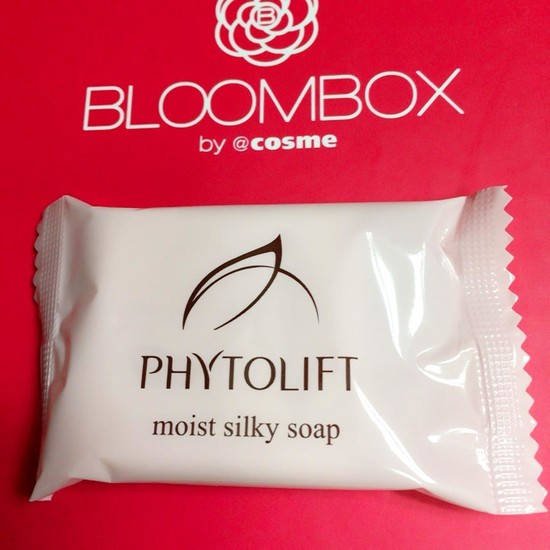 B
BLOOMBOX
by @cosme
PHYTOLIFT
moist silky soap